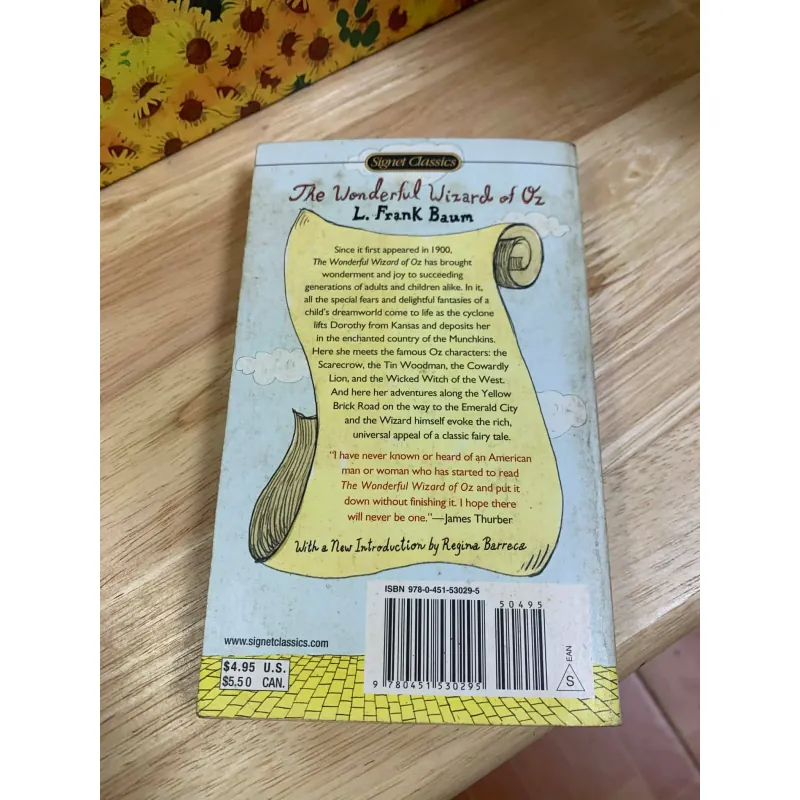 Signet Classics
The Wonderful Wizard of Oz
L. Frank Baum
Since it first appeared in 1900,
The Wonderful Wizard of Oz has brought
wonderment and joy to succeeding
generations of adults and children alike. In it,
all the special fears and delightful fantasies of a
child's dreamworld come to life as the cyclone
lifts Dorothy from Kansas and deposits her
in the enchanted country of the Munchkins.
Here she meets the famous Oz characters: the
Scarecrow, the Tin Woodman, the Cowardly
Lion, and the Wicked Witch of the West.
And here her adventures along the Yellow
Brick Road on the way to the Emerald City
and the Wizard himself evoke the rich,
universal appeal of a classic fairy tale.
"I have never known or heard of an American
man or woman who has started to read
The Wonderful Wizard of Oz and put it
down without finishing it. I hope there
will never be one."—James Thurber
With a New Introduction by Regina Barreca
ISBN 978-0-451-53029-5
50495
www.signetclassics.com
$4.95 U.S.
$5.50 CAN.
9 780451 530295
S
EAN